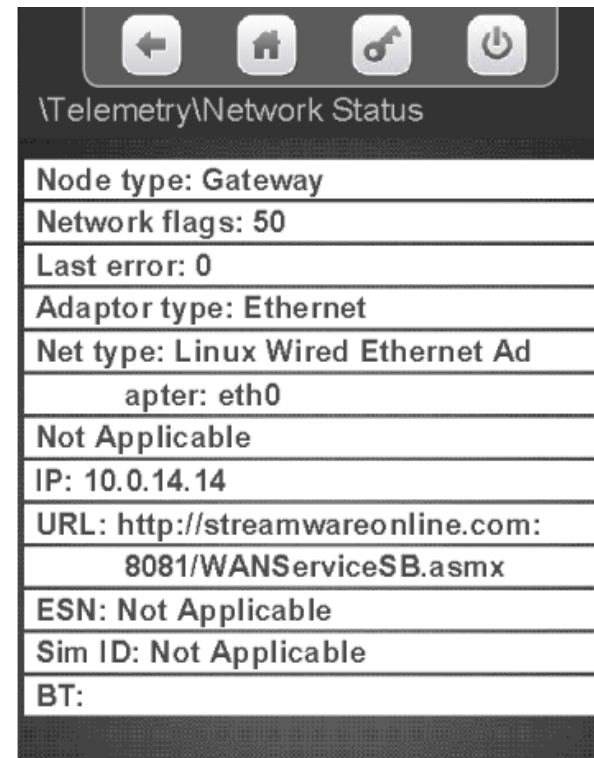 \Telemetry\Network Status
Node type: Gateway
Network flags: 50
Last error: 0
Adaptor type: Ethernet
Net type: Linux Wired Ethernet Ad
apter: eth0
Not Applicable
IP: 10.0.14.14
URL: http://streamwareonline.com:
8081/WANServiceSB.asmx
ESN: Not Applicable
Sim ID: Not Applicable
BT: